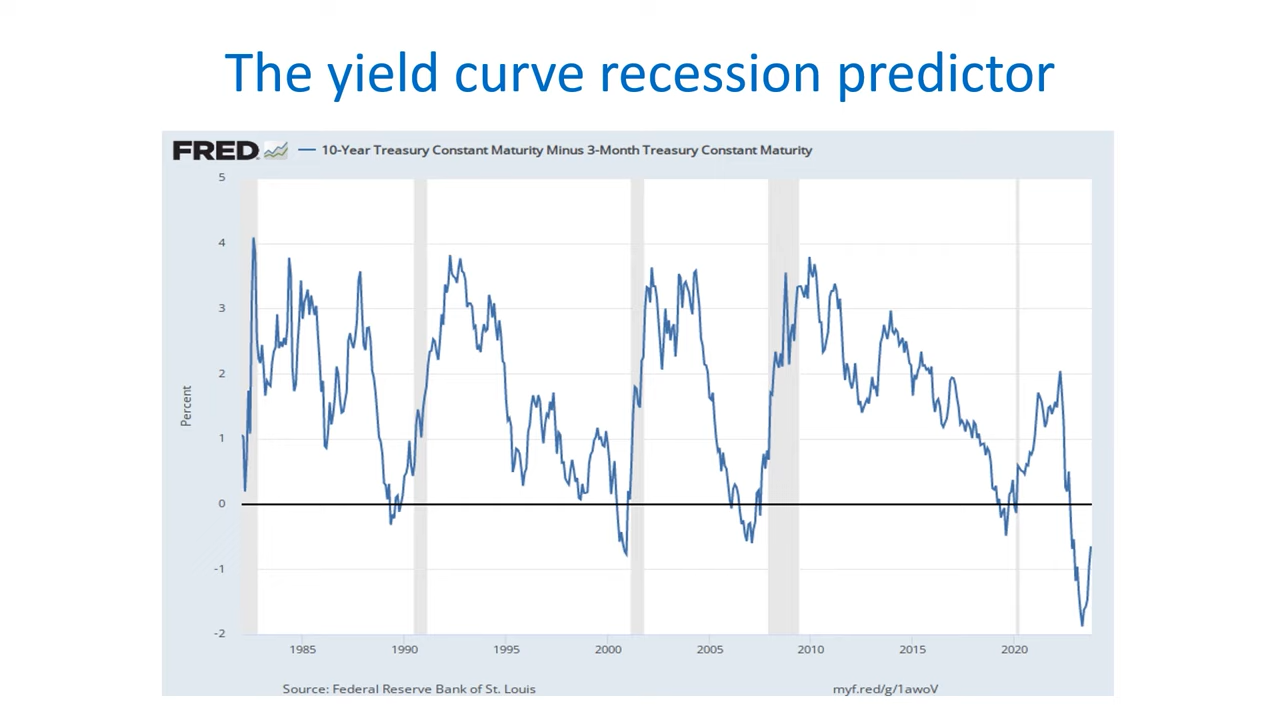 The yield curve recession predictor
FRED 10-Year Treasury Constant Maturity Minus 3-Month Treasury Constant Maturity
5
4
3
2
1
0
-1
-2
Percent
1985 1990 1995 2000 2005 2010 2015 2020
Source: Federal Reserve Bank of St. Louis myf.red/g/1awoV